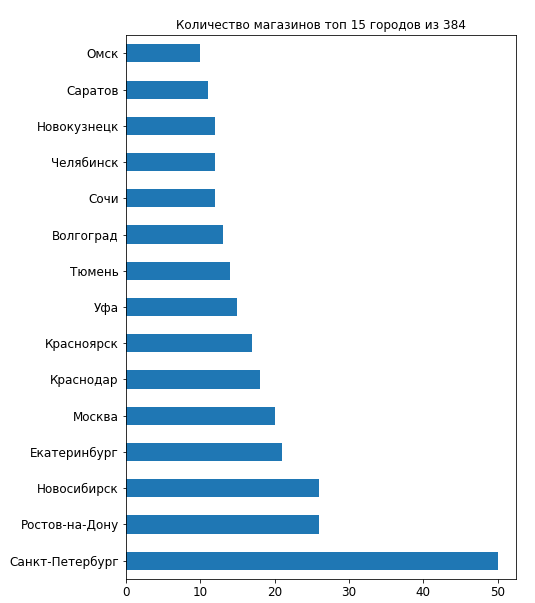 Количество магазинов топ 15 городов из 384
Омск
Саратов
Новокузнецк
Челябинск
Сочи
Волгоград
Тюмень
Уфа
Красноярск
Краснодар
Москва
Екатеринбург
Новосибирск
Ростов-на-Дону
Санкт-Петербург
0 10 20 30 40 50